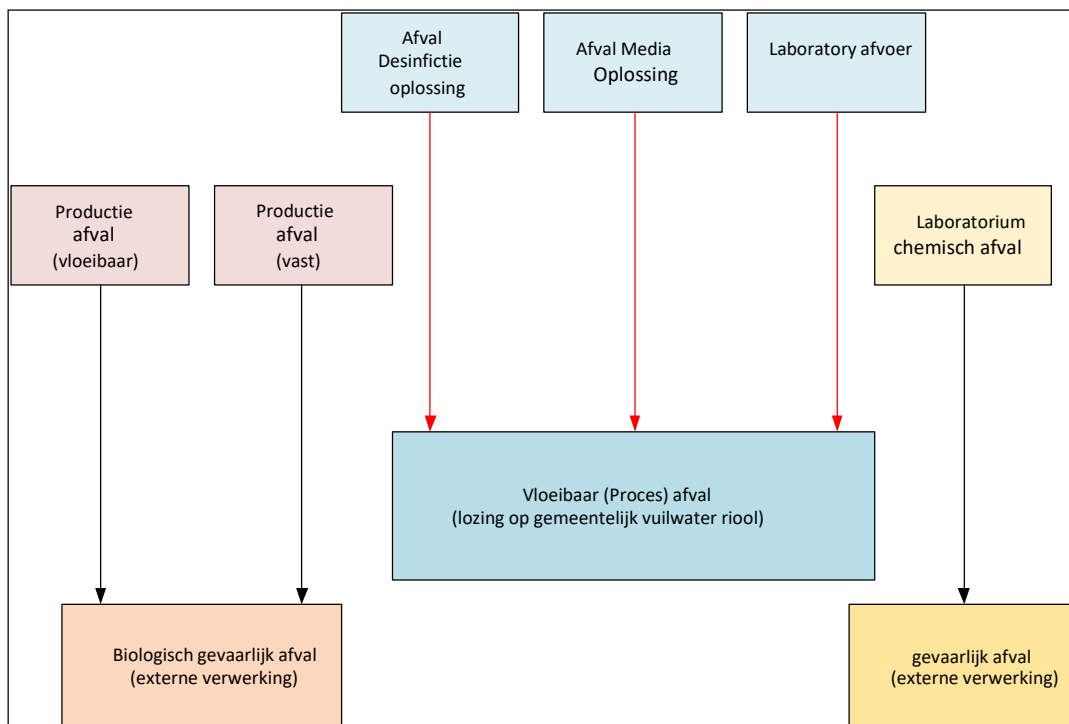 Afval
Desinfictie
oplossing
Afval Media
Oplossing
Laboratory afvoer
Productie
afval
(vloeibaar)
Productie
afval
(vast)
Laboratorium
chemisch afval
Vloeibaar (Proces) afval
(lozing op gemeentelijk vuilwater riool)
Biologisch gevaarlijk afval
(externe verwerking)
gevaarlijk afval
(externe verwerking)